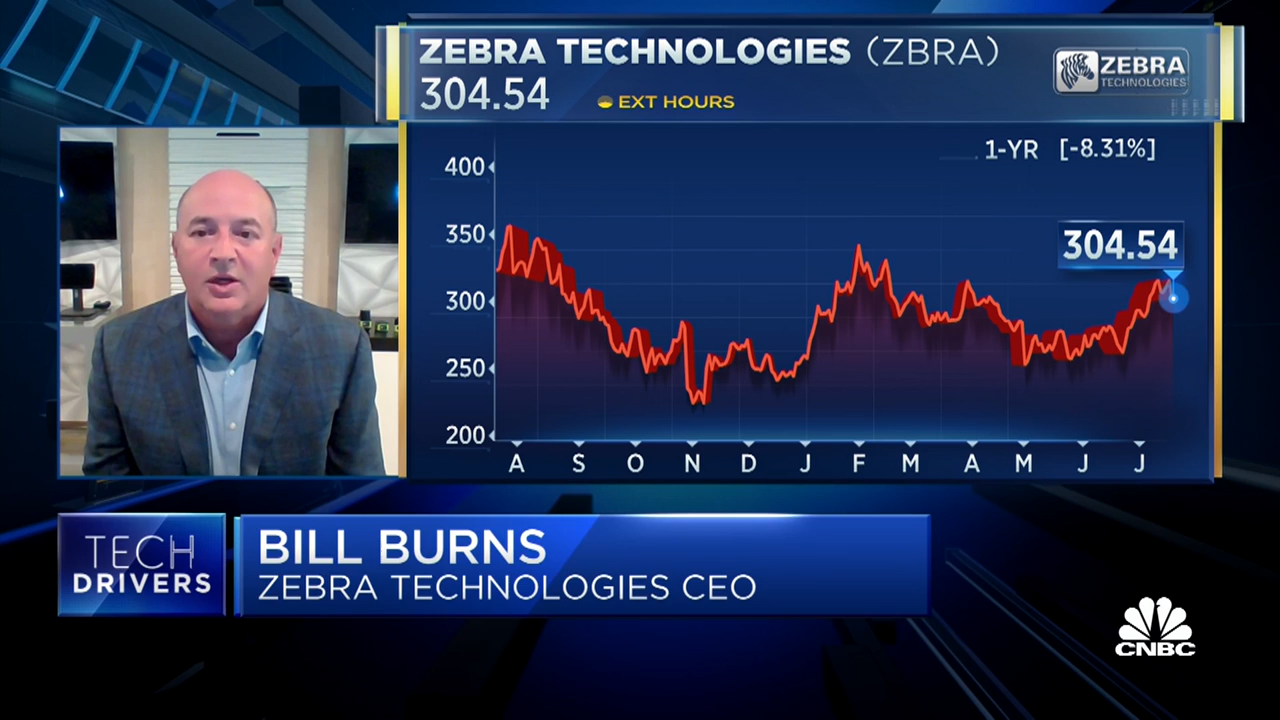 ZEBRA TECHNOLOGIES (ZBRA)
304.54
EXT HOURS
ZEBRA
TECHNOLOGIES
1-YR [-8.31%]
400
350
300
250
200
304.54
A S O N D J F M A M J J
TECH
DRIVERS
BILL BURNS
ZEBRA TECHNOLOGIES CEO
CNBC